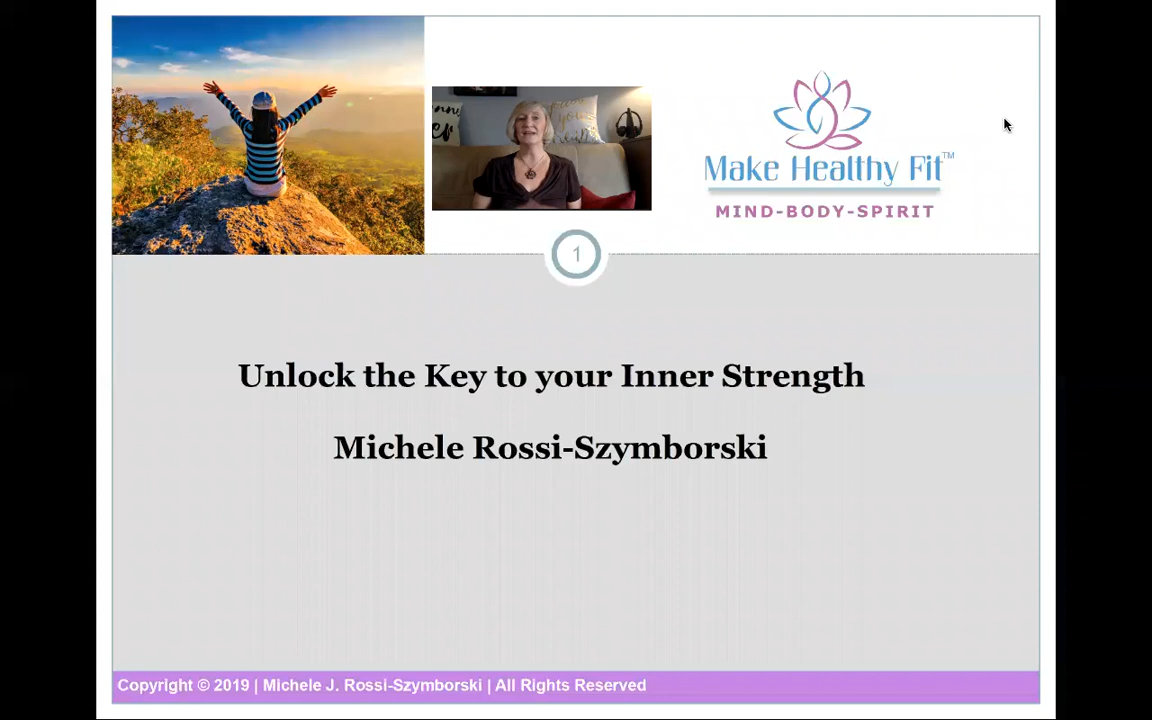 Make Healthy Fit™
MIND-BODY-SPIRIT
1
Unlock the Key to your Inner Strength
Michele Rossi-Szymborski
Copyright © 2019 | Michele J. Rossi-Szymborski | All Rights Reserved